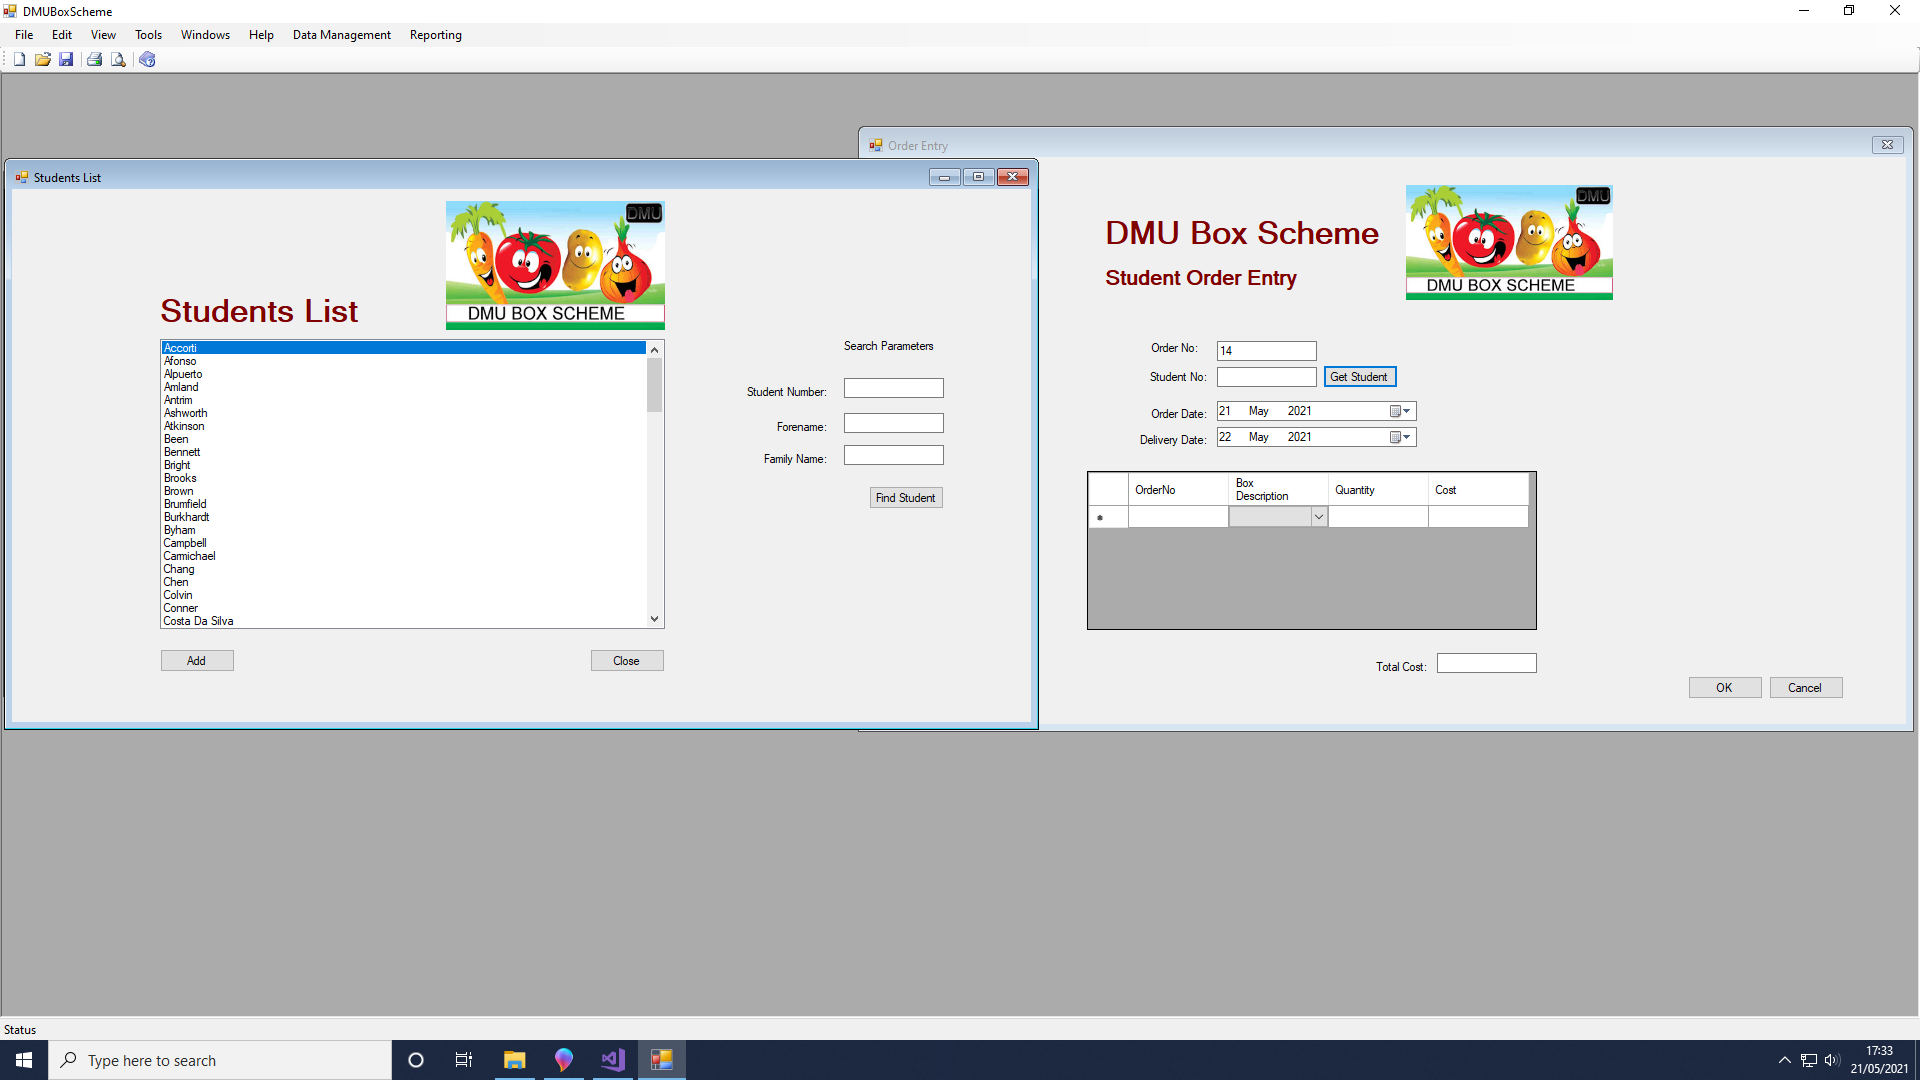 DMUBoxScheme
File Edit View Tools Windows Help Data Management Reporting
Students List
DMU
DMU BOX SCHEME
Students List
Accorti
Afonso
Alpuerto
Amland
Antrim
Ashworth
Atkinson
Been
Bennett
Bright
Brooks
Brown
Brumfield
Burkhardt
Byham
Campbell
Carmichael
Chang
Chen
Colvin
Conner
Costa Da Silva
Search Parameters
Student Number:
Forename:
Family Name:
Find Student
Add
Close
Order Entry
DMU Box Scheme
Student Order Entry
DMU
DMU BOX SCHEME
Order No: 14
Student No: Get Student
Order Date: 21 May 2021
Delivery Date: 22 May 2021
OrderNo Box Description Quantity Cost
Total Cost:
OK Cancel
Status
Type here to search
17:33
21/05/2021